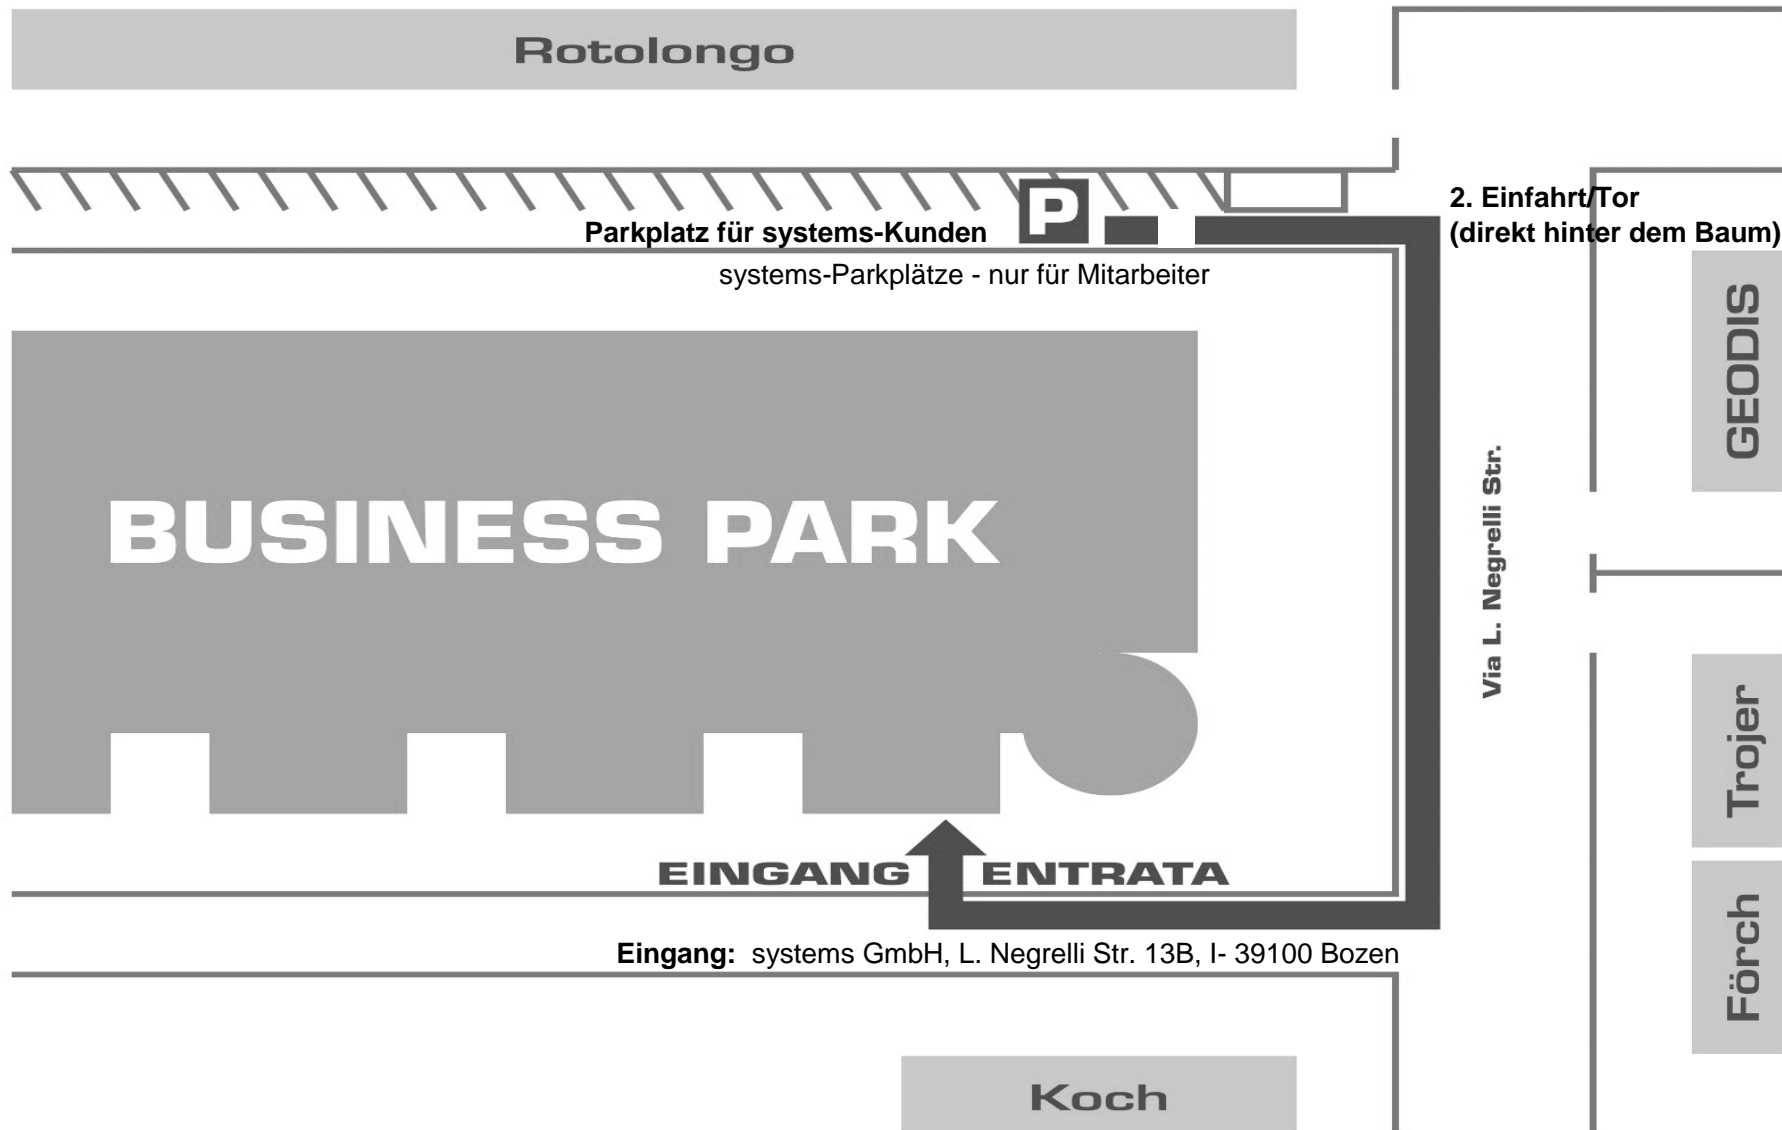 Rotolongo
P
2. Einfahrt/Tor
(direkt hinter dem Baum)
Parkplatz für systems-Kunden
systems-Parkplätze - nur für Mitarbeiter
GEODIS
BUSINESS PARK
Via L. Negrelli Str.
Trojer
EINGANG ENTRATA
Förch
Eingang: systems GmbH, L. Negrelli Str. 13B, I- 39100 Bozen
Koch